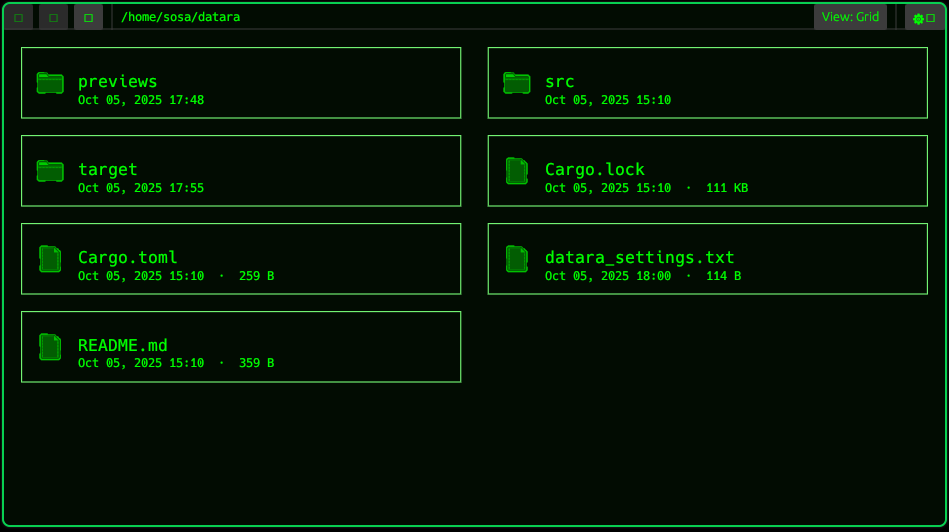 /home/sosa/datara
View: Grid
previews
Oct 05, 2025 17:48
src
Oct 05, 2025 15:10
target
Oct 05, 2025 17:55
Cargo.lock
Oct 05, 2025 15:10 · 111 KB
Cargo.toml
Oct 05, 2025 15:10 · 259 B
datara_settings.txt
Oct 05, 2025 18:00 · 114 B
README.md
Oct 05, 2025 15:10 · 359 B